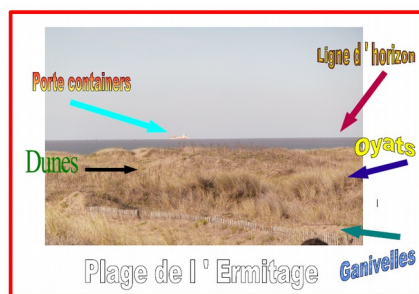 Ligne d ' horizon
Porte containers
Oyats
Dunes
Ganivelles
Plage de l ' Ermitage